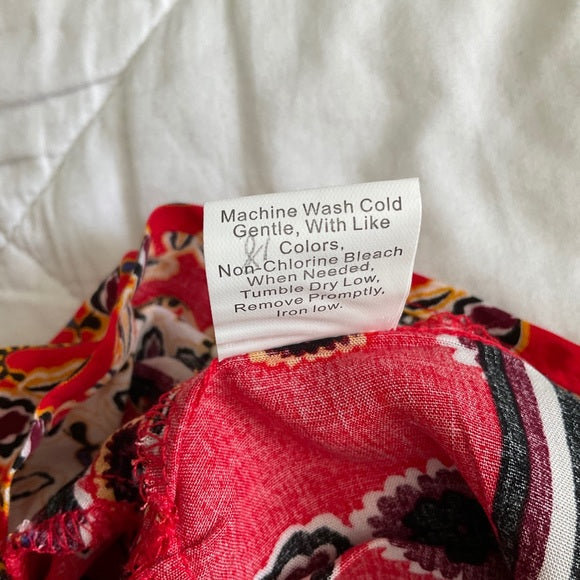 Machine Wash Cold
Gentle, With Like
Colors,
Non-Chlorine Bleach
When Needed,
Tumble Dry Low,
Remove Promptly,
Iron low.